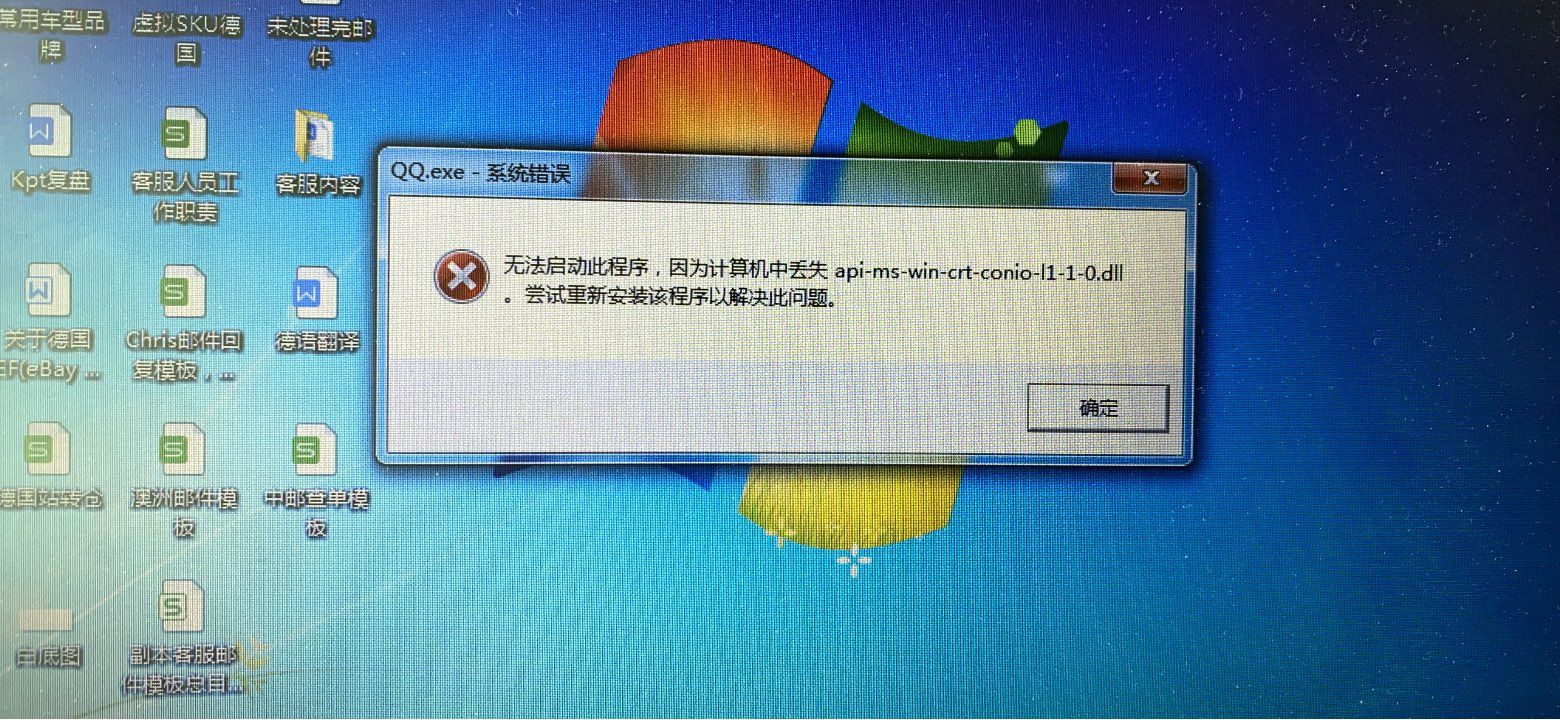 常用车型品
牌
虚拟SKU德
国
未处理完邮
件
Kpt复盘
客服人员工
作职责
客服内容
QQ.exe - 系统错误
无法启动此程序，因为计算机中丢失 api-ms-win-crt-conio-l1-1-0.dll
。尝试重新安装该程序以解决此问题。
确定
关于德国
EF(eBay ...
Chris邮件回
复模板，...
德语翻译
德国站转仓
澳洲邮件模
板
中邮查单模
板
白底图
副本客服邮
件模板总目...